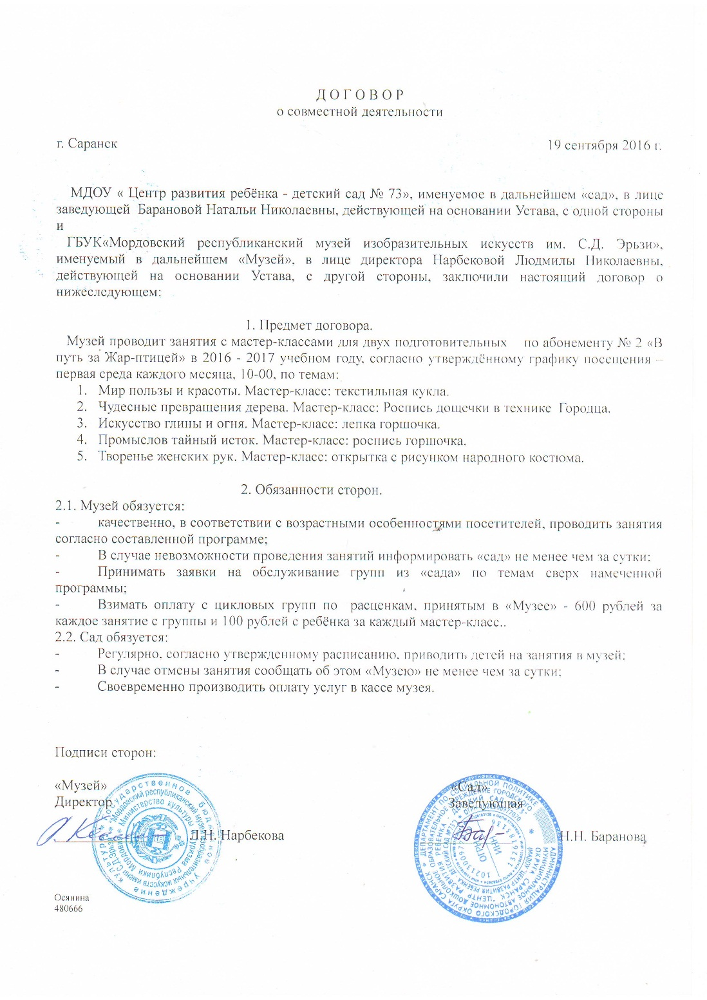 Д О Г О В О Р
о совместной деятельности
г. Саранск 19 сентября 2016 г.
МДОУ « Центр развития ребёнка - детский сад № 73», именуемое в дальнейшем «сад», в лице
заведующей Барановой Натальи Николаевны, действующей на основании Устава, с одной стороны
и
ГБУК«Мордовский республиканский музей изобразительных искусств им. С.Д. Эрьзи»,
именуемый в дальнейшем «Музей», в лице директора Нарбековой Людмилы Николаевны,
действующей на основании Устава, с другой стороны, заключили настоящий договор о
нижеследующем:
1. Предмет договора.
Музей проводит занятия с мастер-классами для двух подготовительных по абонементу № 2 «В
путь за Жар-птицей» в 2016 - 2017 учебном году, согласно утверждённому графику посещения –
первая среда каждого месяца, 10-00, по темам:
1. Мир пользы и красоты. Мастер-класс: текстильная кукла.
2. Чудесные превращения дерева. Мастер-класс: Роспись дощечки в технике Городца.
3. Искусство глины и огня. Мастер-класс: лепка горшочка.
4. Промыслов тайный исток. Мастер-класс: роспись горшочка.
5. Творенье женских рук. Мастер-класс: открытка с рисунком народного костюма.
2. Обязанности сторон.
2.1. Музей обязуется:
- качественно, в соответствии с возрастными особенностями посетителей, проводить занятия
согласно составленной программе;
- В случае невозможности проведения занятий информировать «сад» не менее чем за сутки;
- Принимать заявки на обслуживание групп из «сада» по темам сверх намеченной
программы;
- Взимать оплату с цикловых групп по расценкам, принятым в «Музее» - 600 рублей за
каждое занятие с группы и 100 рублей с ребёнка за каждый мастер-класс..
2.2. Сад обязуется:
- Регулярно, согласно утвержденному расписанию, приводить детей на занятия в музей;
- В случае отмены занятия сообщать об этом «Музею» не менее чем за сутки;
- Своевременно производить оплату услуг в кассе музея.
Подписи сторон:
«Музей» «Сад»
Директор Заведующая
Л.Н. Нарбекова Н.Н. Баранова
Осянина
480666